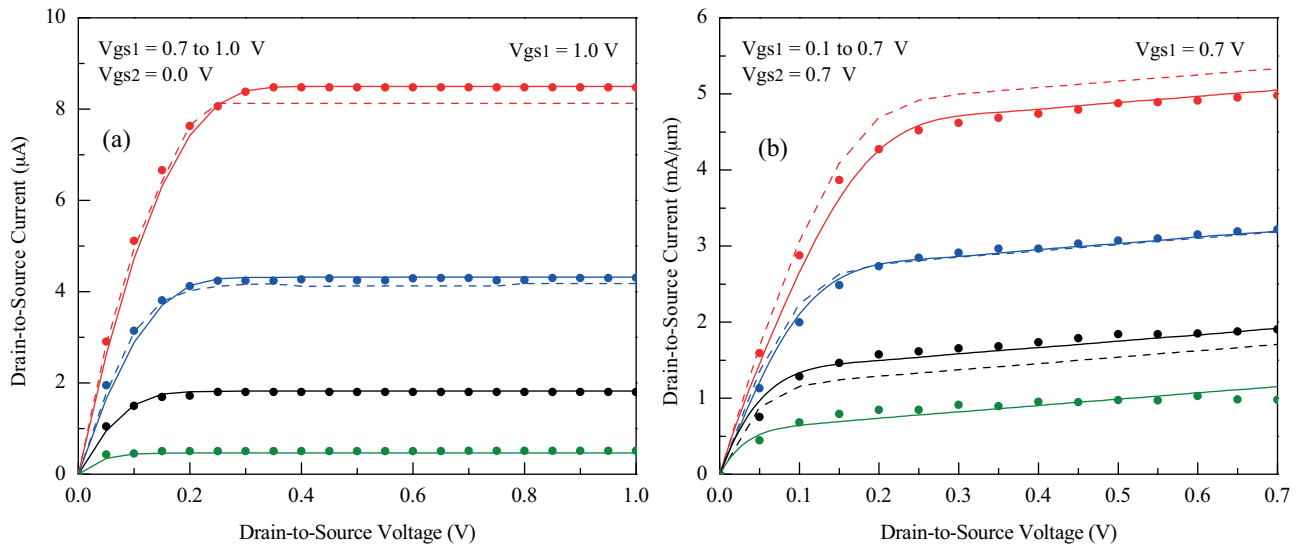 Vgs1 = 0.7 to 1.0 V
Vgs2 = 0.0 V
Vgs1 = 1.0 V
(a)
Drain-to-Source Current (μA)
10
8
6
4
2
0
0.0 0.2 0.4 0.6 0.8 1.0
Drain-to-Source Voltage (V)
Vgs1 = 0.1 to 0.7 V
Vgs2 = 0.7 V
Vgs1 = 0.7 V
(b)
Drain-to-Source Current (mA/μm)
6
5
4
3
2
1
0
0.0 0.1 0.2 0.3 0.4 0.5 0.6 0.7
Drain-to-Source Voltage (V)